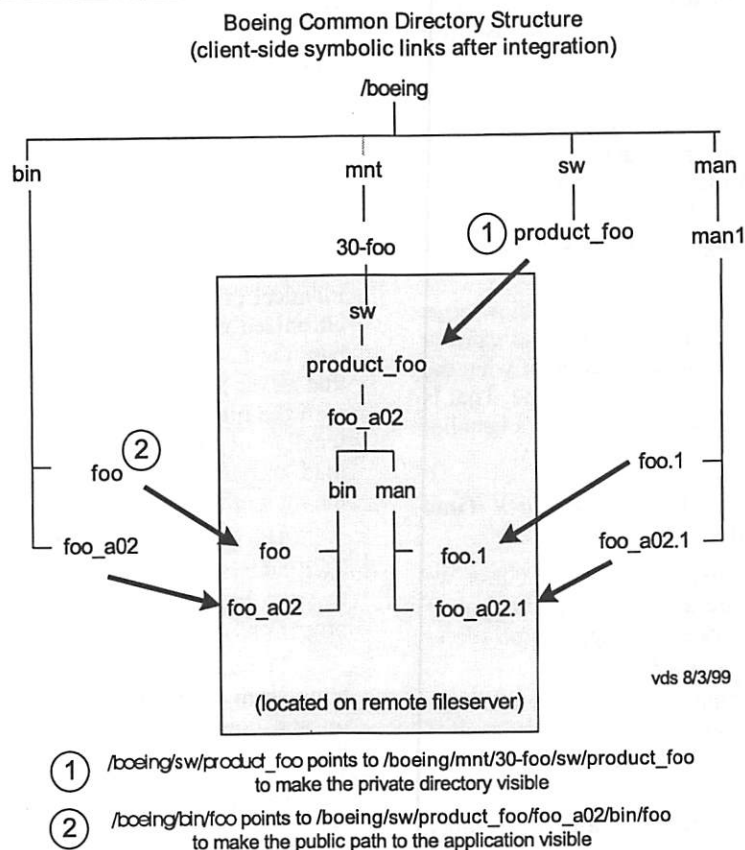 Boeing Common Directory Structure
(client-side symbolic links after integration)
/boeing
bin mnt sw man
30-foo ① product_foo man1
sw
product_foo
foo_a02
foo ② bin man foo.1
foo_a02 foo foo.1 foo_a02.1
foo_a02 foo_a02.1
vds 8/3/99
(located on remote fileserver)
① /boeing/sw/product_foo points to /boeing/mnt/30-foo/sw/product_foo
to make the private directory visible
② /boeing/bin/foo points to /boeing/sw/product_foo/foo_a02/bin/foo
to make the public path to the application visible